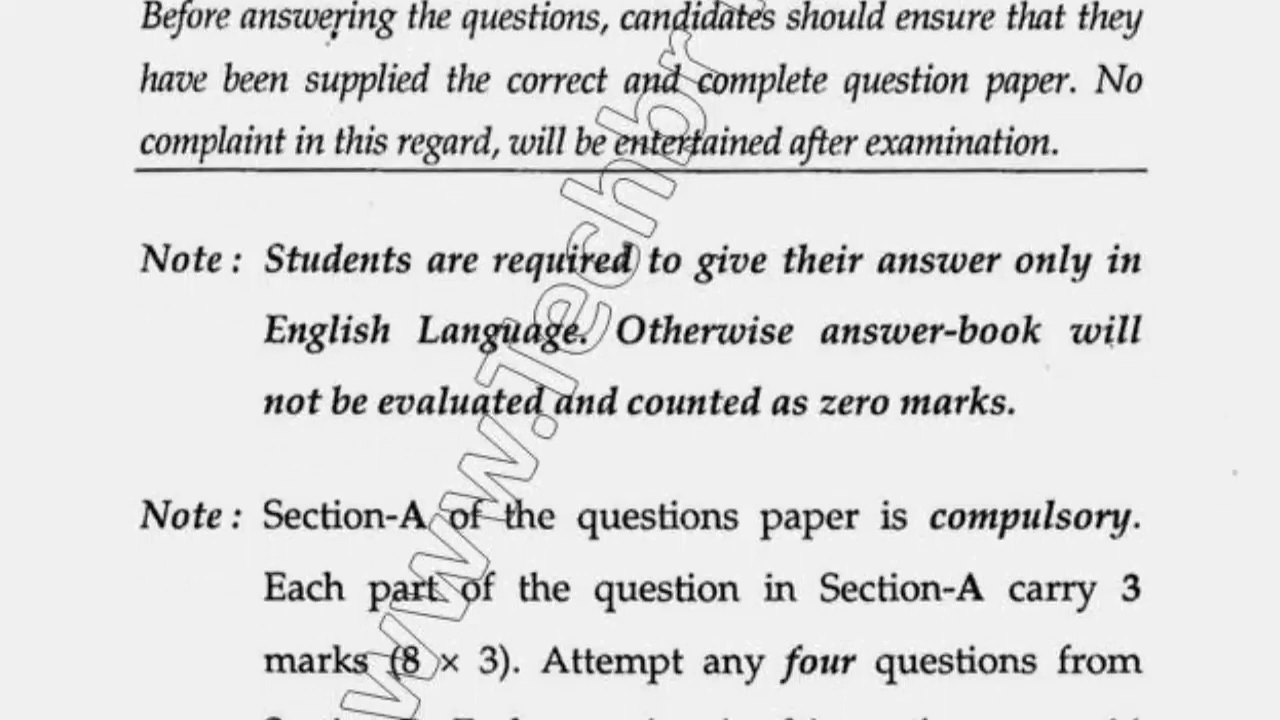 Before answering the questions, candidates should ensure that they
have been supplied the correct and complete question paper. No
complaint in this regard, will be entertained after examination.
Note : Students are required to give their answer only in
English Language. Otherwise answer-book will
not be evaluated and counted as zero marks.
Note : Section-A of the questions paper is compulsory.
Each part of the question in Section-A carry 3
marks (8 × 3). Attempt any four questions from
www.Techbr